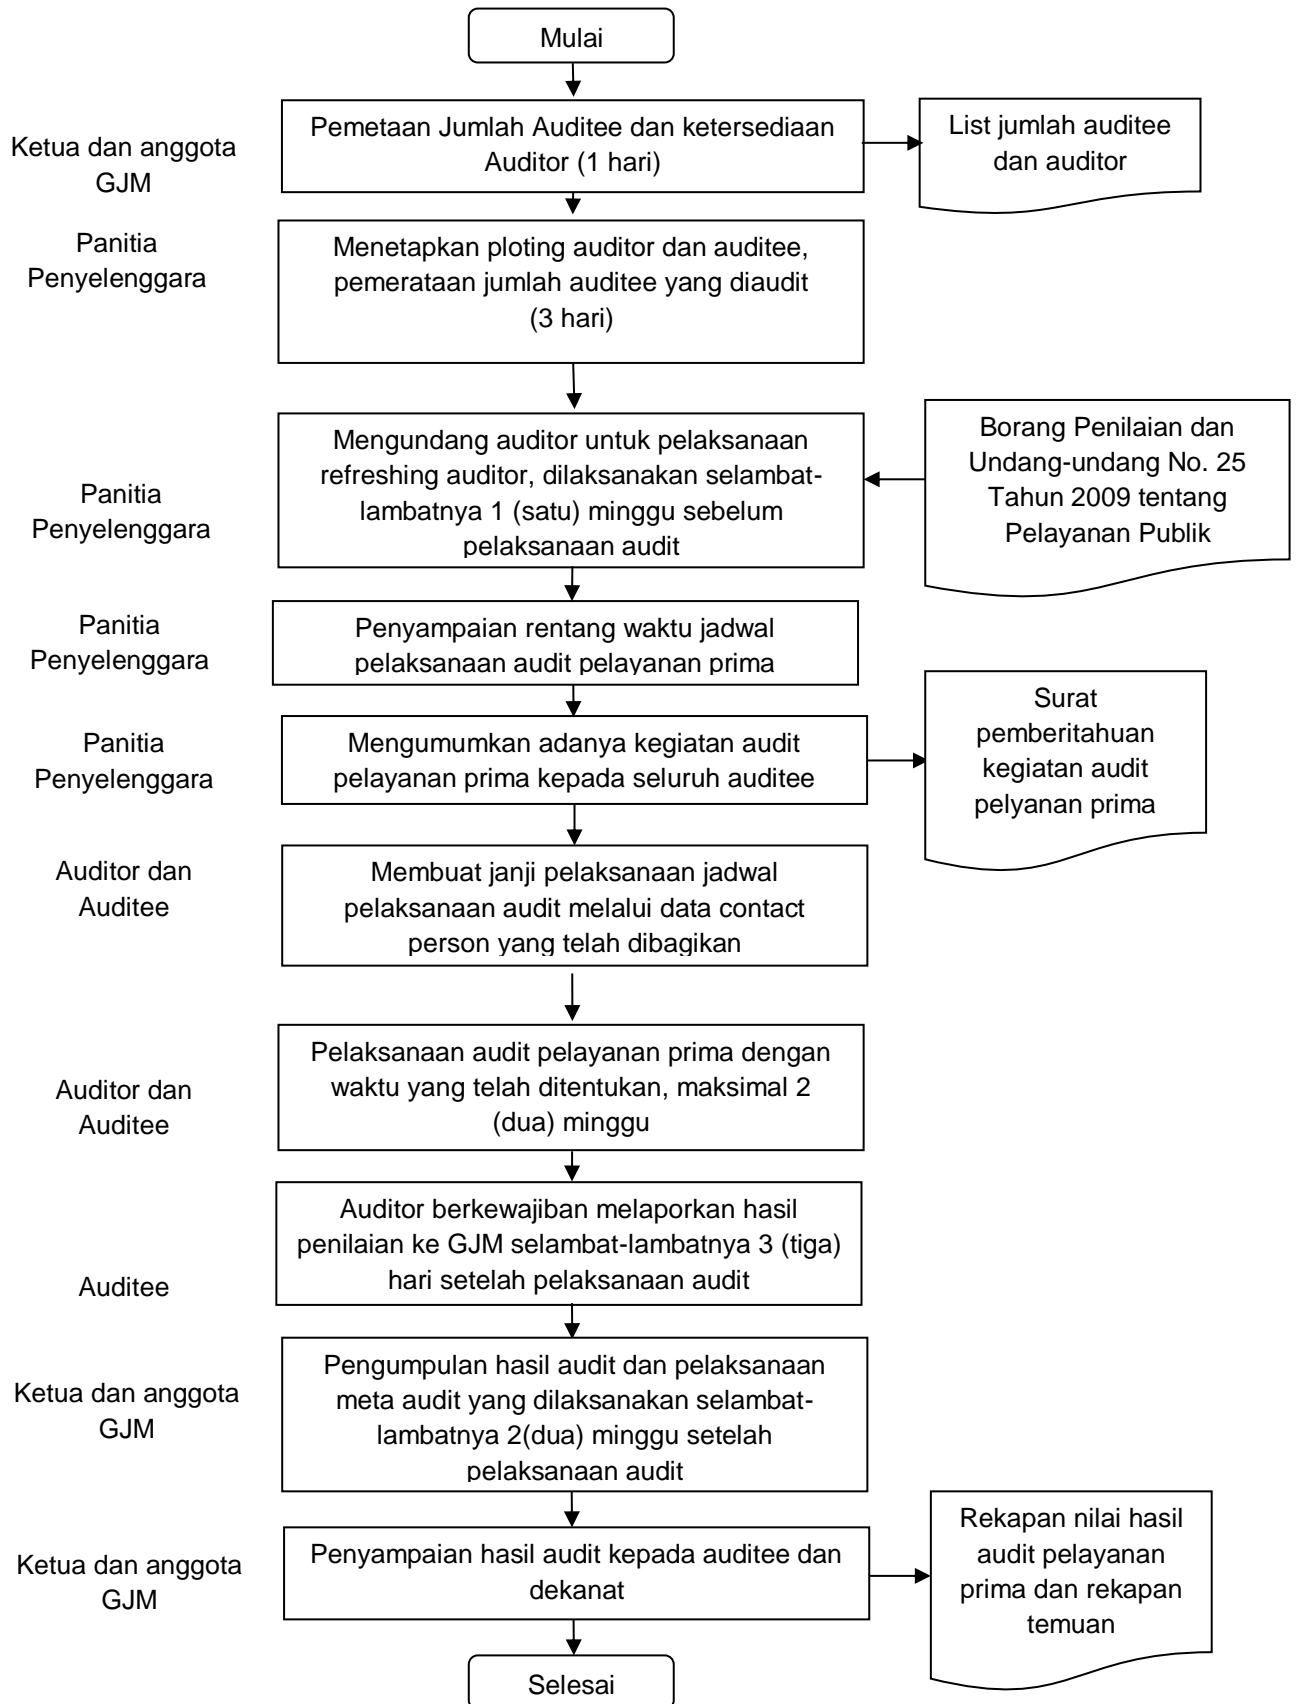 Mulai
Ketua dan anggota
GJM
Pemetaan Jumlah Auditee dan ketersediaan
Auditor (1 hari)
List jumlah auditee
dan auditor
Panitia
Penyelenggara
Menetapkan ploting auditor dan auditee,
pemerataan jumlah auditee yang diaudit
(3 hari)
Panitia
Penyelenggara
Mengundang auditor untuk pelaksanaan
refreshing auditor, dilaksanakan selambat-
lambatnya 1 (satu) minggu sebelum
pelaksanaan audit
Borang Penilaian dan
Undang-undang No. 25
Tahun 2009 tentang
Pelayanan Publik
Panitia
Penyelenggara
Penyampaian rentang waktu jadwal
pelaksanaan audit pelayanan prima
Panitia
Penyelenggara
Mengumumkan adanya kegiatan audit
pelayanan prima kepada seluruh auditee
Surat
pemberitahuan
kegiatan audit
pelyanan prima
Auditor dan
Auditee
Membuat janji pelaksanaan jadwal
pelaksanaan audit melalui data contact
person yang telah dibagikan
Auditor dan
Auditee
Pelaksanaan audit pelayanan prima dengan
waktu yang telah ditentukan, maksimal 2
(dua) minggu
Auditee
Auditor berkewajiban melaporkan hasil
penilaian ke GJM selambat-lambatnya 3 (tiga)
hari setelah pelaksanaan audit
Ketua dan anggota
GJM
Pengumpulan hasil audit dan pelaksanaan
meta audit yang dilaksanakan selambat-
lambatnya 2(dua) minggu setelah
pelaksanaan audit
Ketua dan anggota
GJM
Penyampaian hasil audit kepada auditee dan
dekanat
Rekapan nilai hasil
audit pelayanan
prima dan rekapan
temuan
Selesai